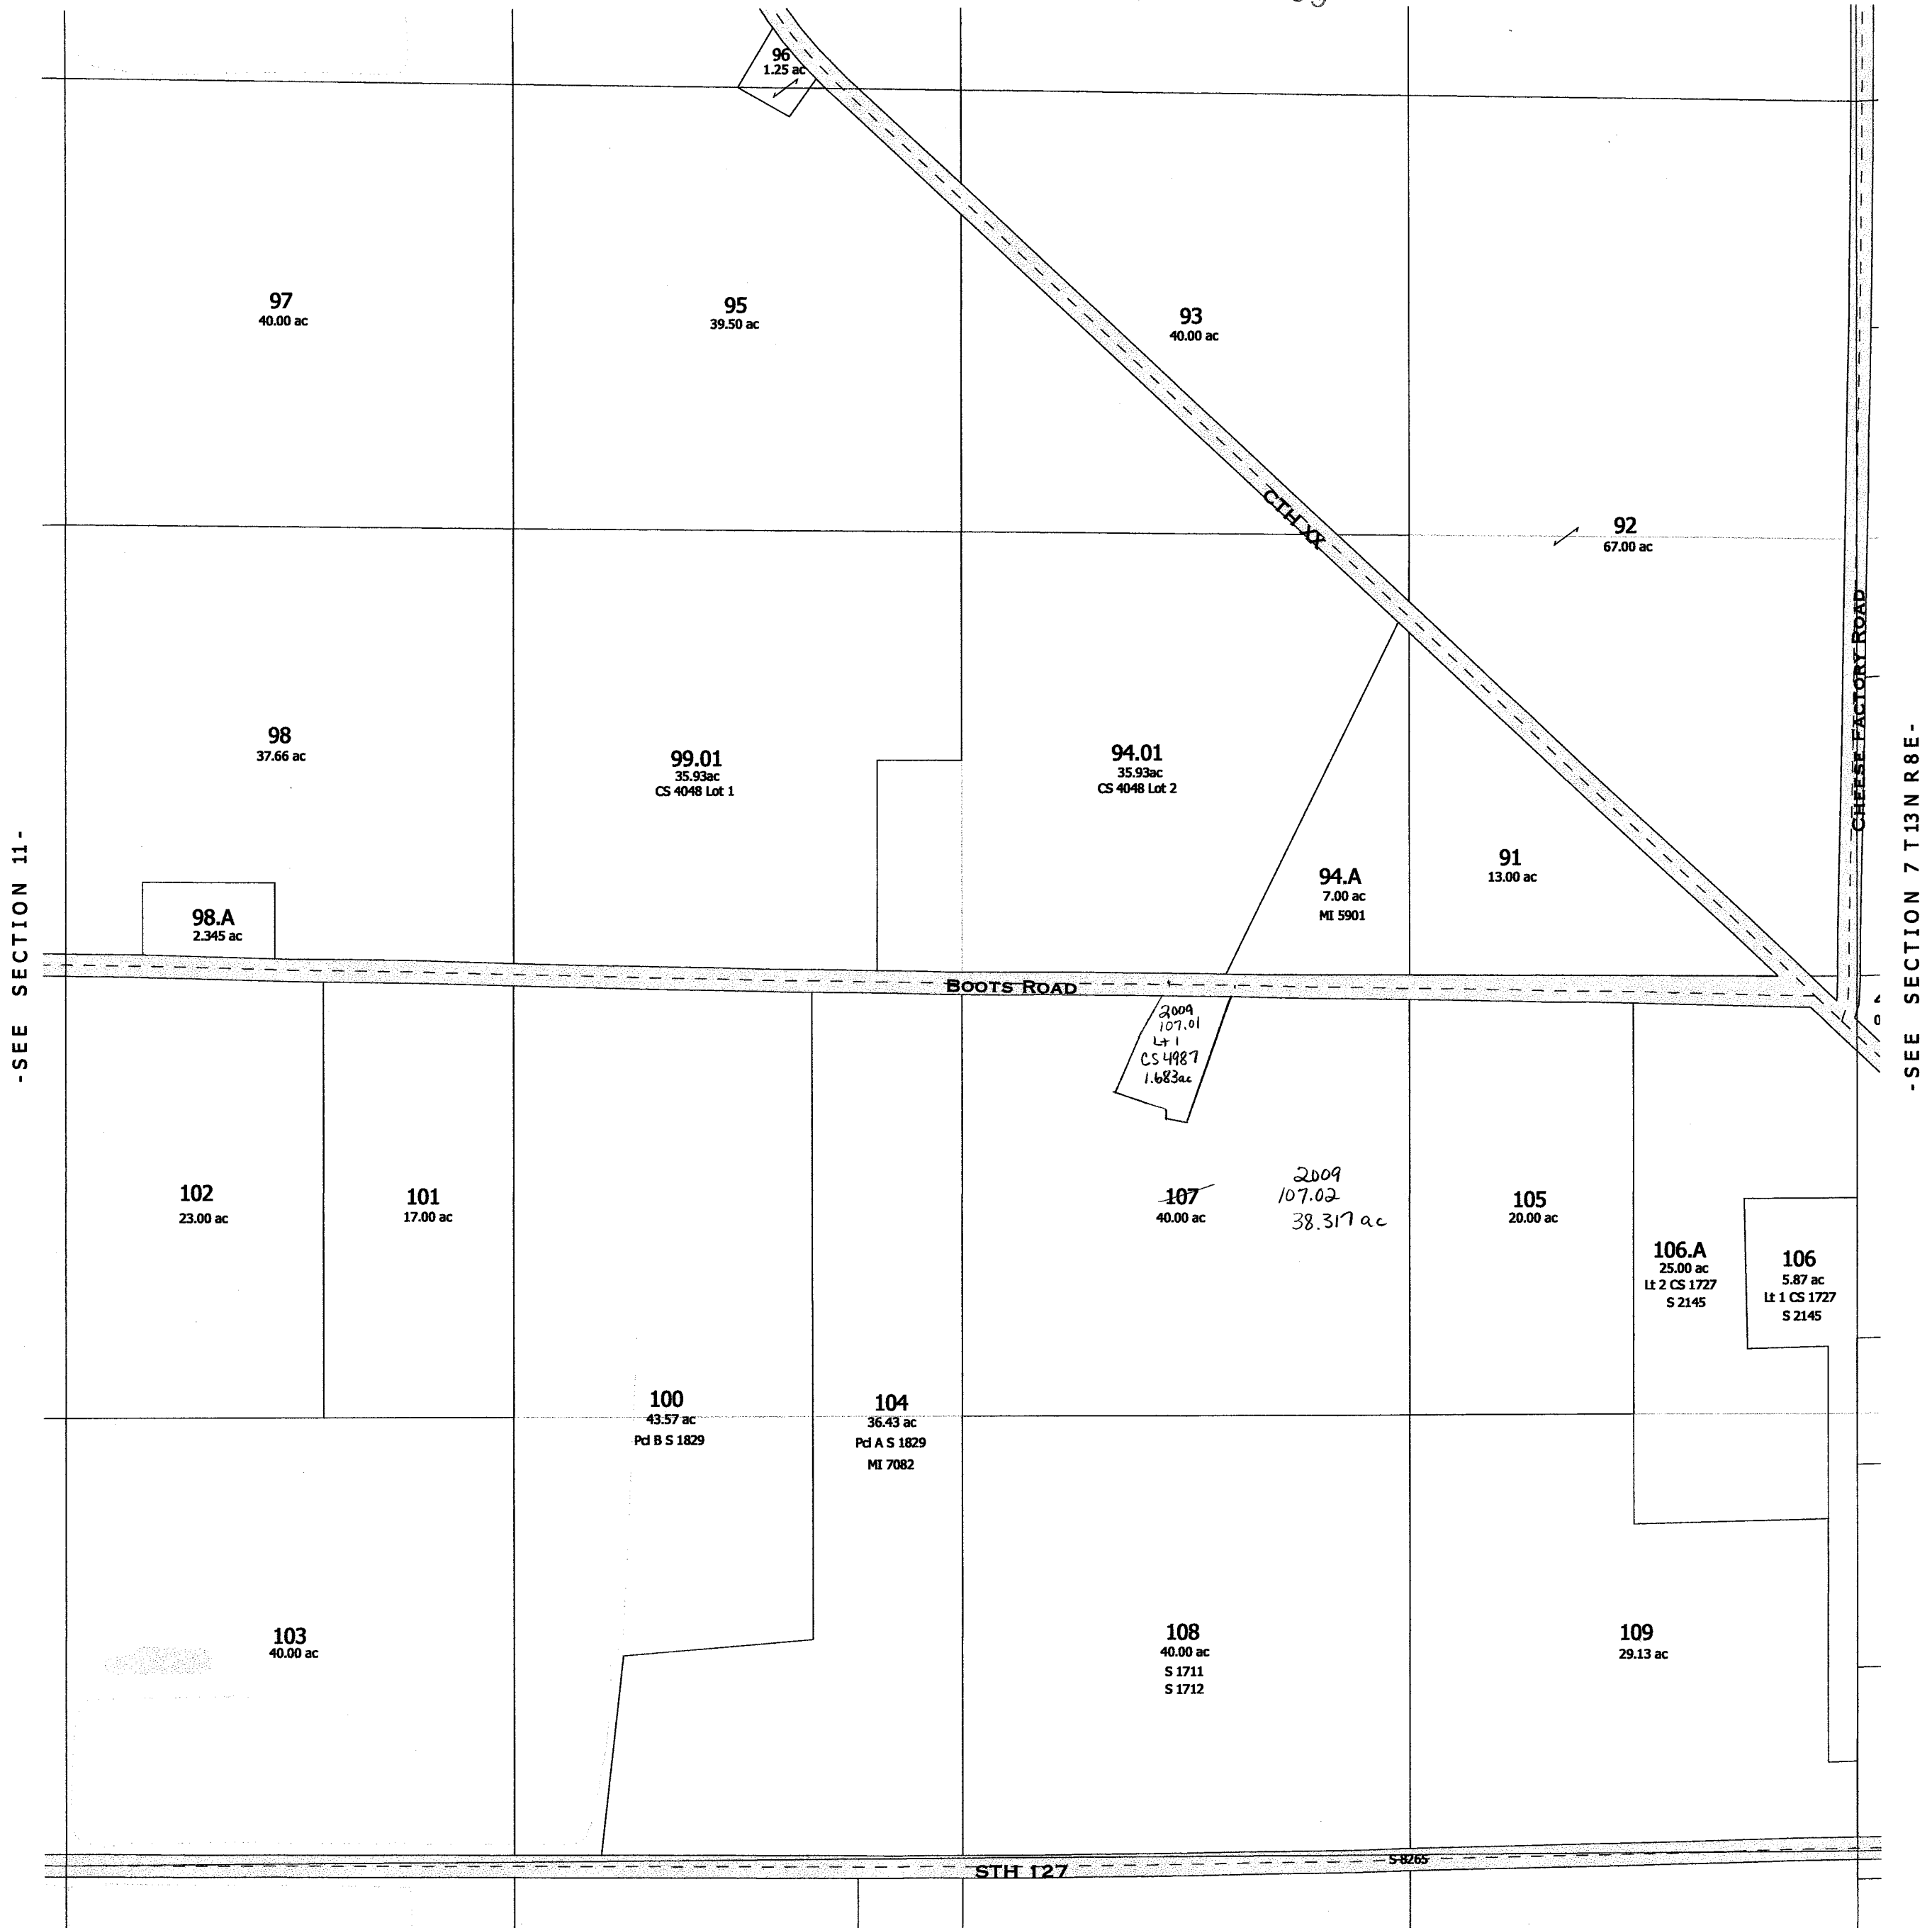 96
1.25 ac
97
40.00 ac
95
39.50 ac
93
40.00 ac
CTH XX
92
67.00 ac
CHEESE FACTORY ROAD
98
37.66 ac
99.01
35.93ac
CS 4048 Lot 1
94.01
35.93ac
CS 4048 Lot 2
94.A
7.00 ac
MI 5901
91
13.00 ac
98.A
2.345 ac
-SEE SECTION 11-
-SEE SECTION 7 T13N R8E-
BOOTS ROAD
2009
107.01
Lt 1
CS 4987
1.683ac
102
23.00 ac
101
17.00 ac
107
40.00 ac
2009
107.02
38.317 ac
105
20.00 ac
106.A
25.00 ac
Lt 2 CS 1727
S 2145
106
5.87 ac
Lt 1 CS 1727
S 2145
100
43.57 ac
Pcl B S 1829
104
36.43 ac
Pcl A S 1829
MI 7082
103
40.00 ac
108
40.00 ac
S 1711
S 1712
109
29.13 ac
STH 127
S 8265